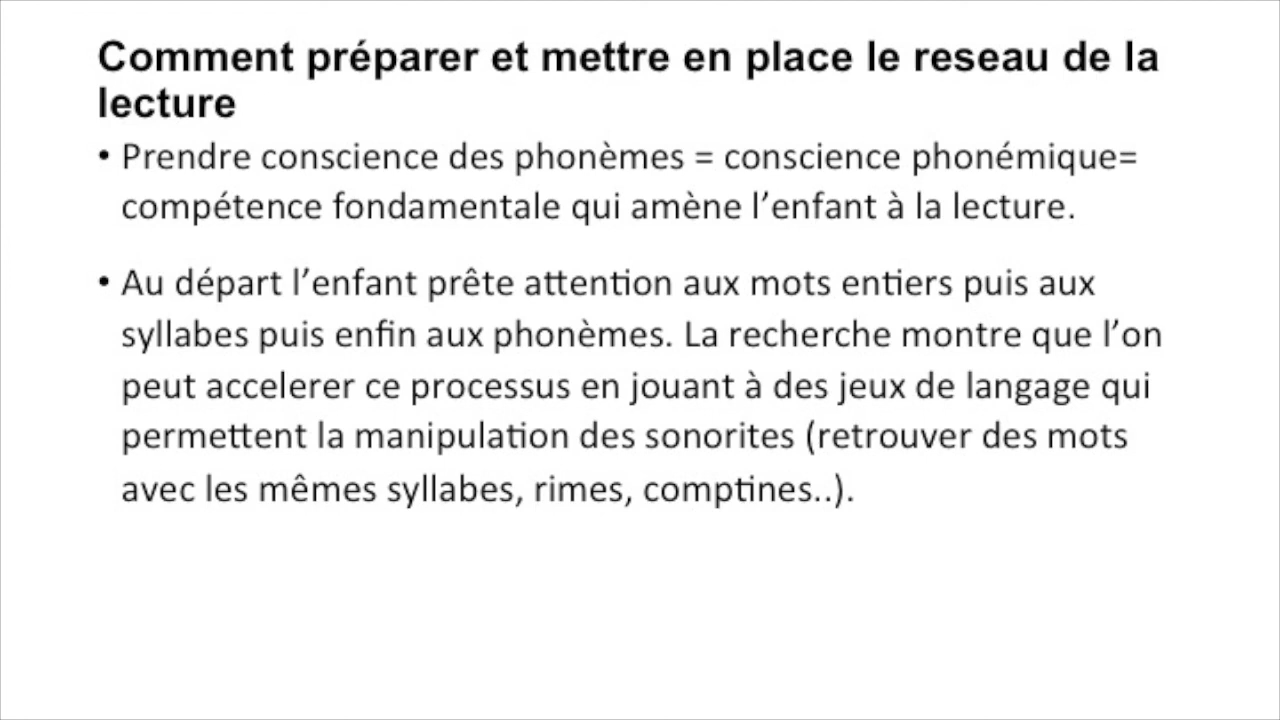 Comment préparer et mettre en place le reseau de la
lecture
• Prendre conscience des phonèmes = conscience phonémique=
compétence fondamentale qui amène l’enfant à la lecture.
• Au départ l’enfant prête attention aux mots entiers puis aux
syllabes puis enfin aux phonèmes. La recherche montre que l’on
peut accelerer ce processus en jouant à des jeux de langage qui
permettent la manipulation des sonorites (retrouver des mots
avec les mêmes syllabes, rimes, comptines..).